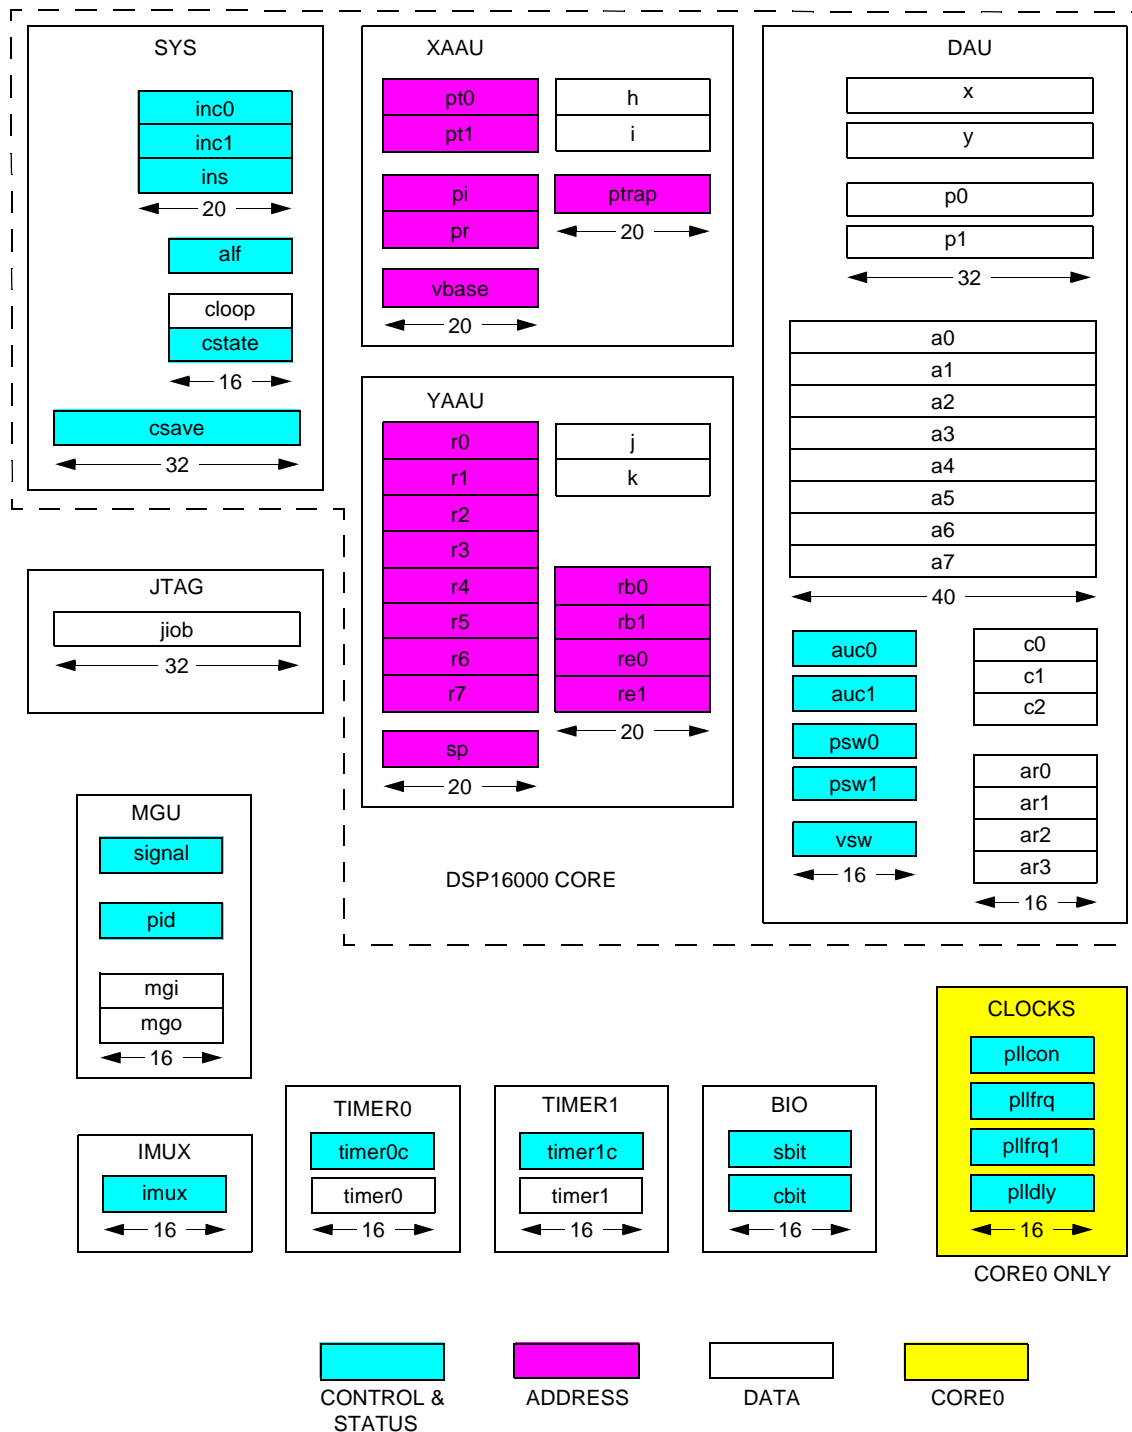 SYS
inc0
inc1
ins
20
alf
cloop
cstate
16
csave
32
XAAU
pt0
pt1
h
i
pi
pr
ptrap
20
vbase
20
YAAU
r0
r1
r2
r3
r4
r5
r6
r7
j
k
rb0
rb1
re0
re1
20
sp
20
DAU
x
y
p0
p1
32
a0
a1
a2
a3
a4
a5
a6
a7
40
auc0
auc1
psw0
psw1
vsw
16
c0
c1
c2
ar0
ar1
ar2
ar3
16
DSP16000 CORE
JTAG
jiob
32
MGU
signal
pid
mgi
mgo
16
IMUX
imux
16
TIMER0
timer0c
timer0
16
TIMER1
timer1c
timer1
16
BIO
sbit
cbit
16
CLOCKS
pllcon
pllfrq
pllfrq1
plldly
16
CORE0 ONLY
CONTROL &
STATUS
ADDRESS
DATA
CORE0